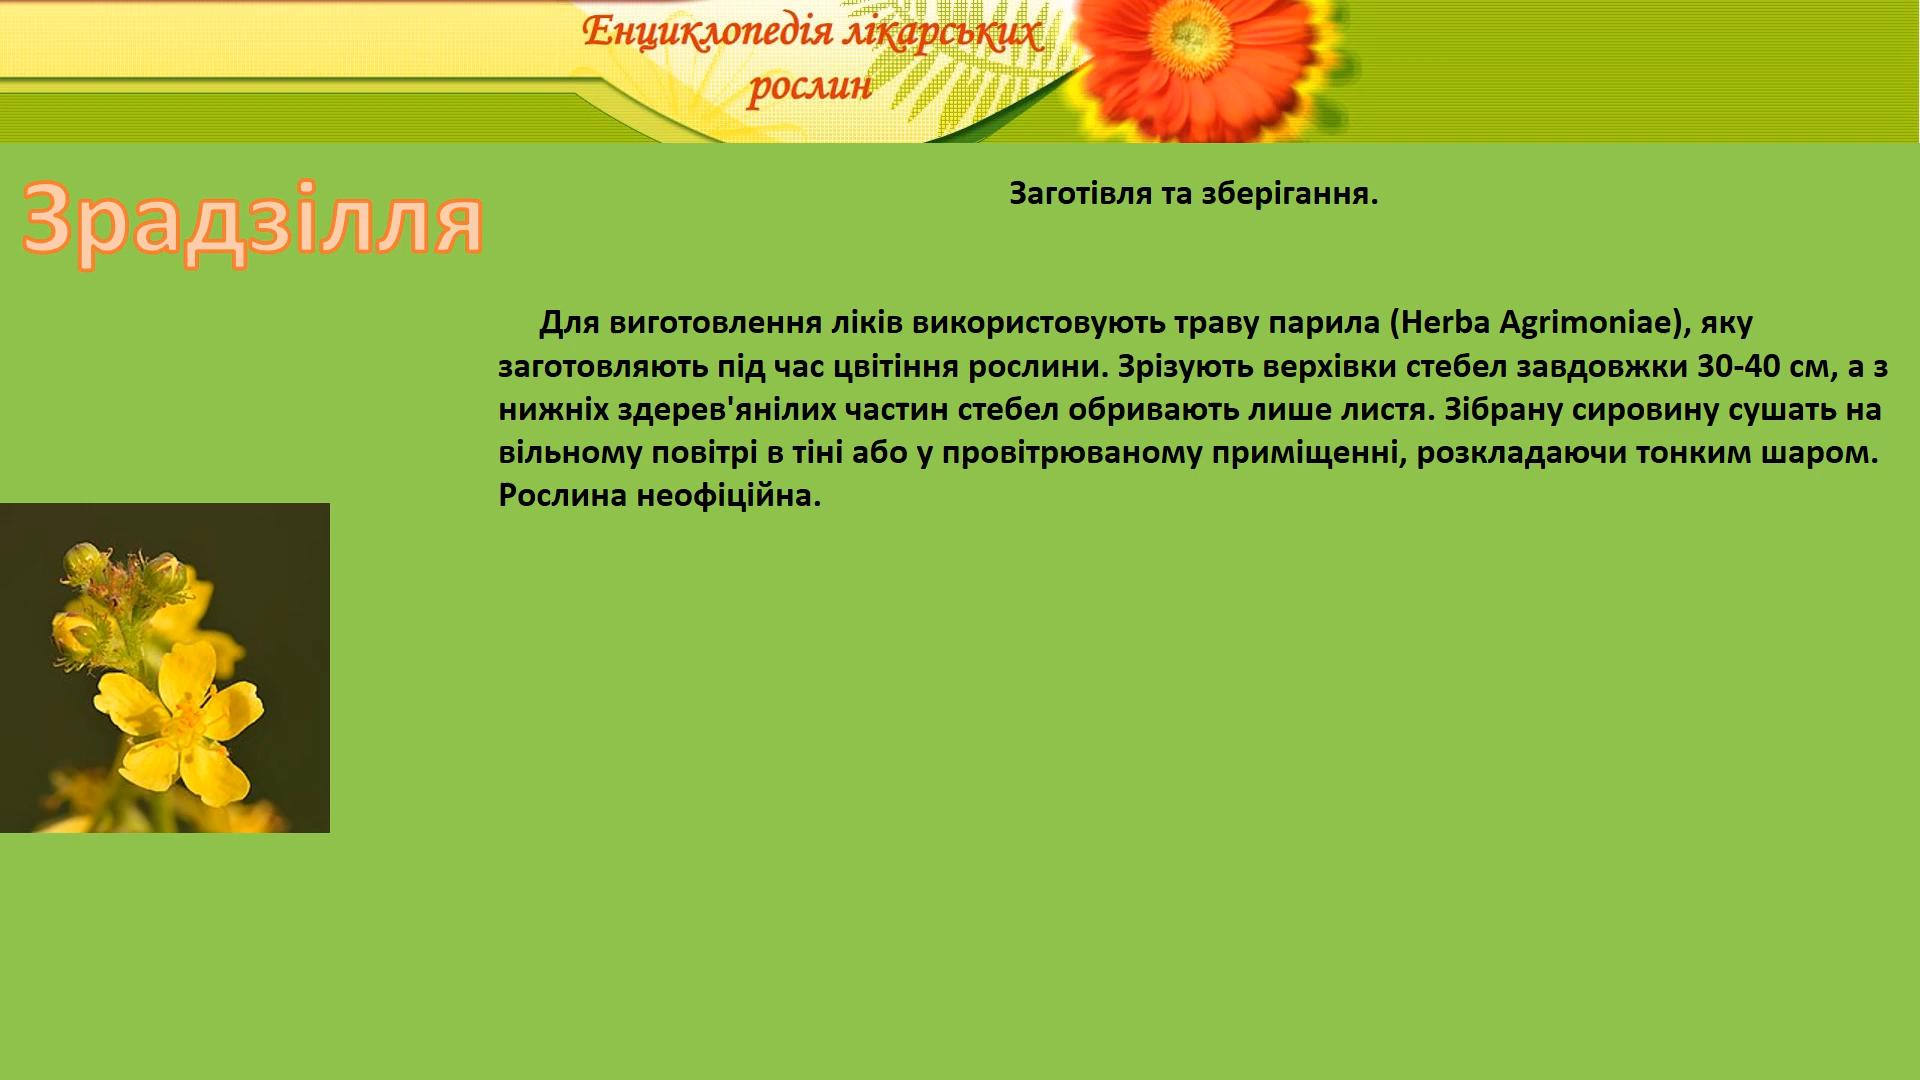 Енциклопедія лікарських
рослин
Зрадзілля
Заготівля та зберігання.
Для виготовлення ліків використовують траву парила (Herba Agrimoniae), яку
заготовляють під час цвітіння рослини. Зрізують верхівки стебел завдовжки 30-40 см, а з
нижніх здерев'янілих частин стебел обривають лише листя. Зібрану сировину сушать на
вільному повітрі в тіні або у провітрюваному приміщенні, розкладаючи тонким шаром.
Рослина неофіційна.